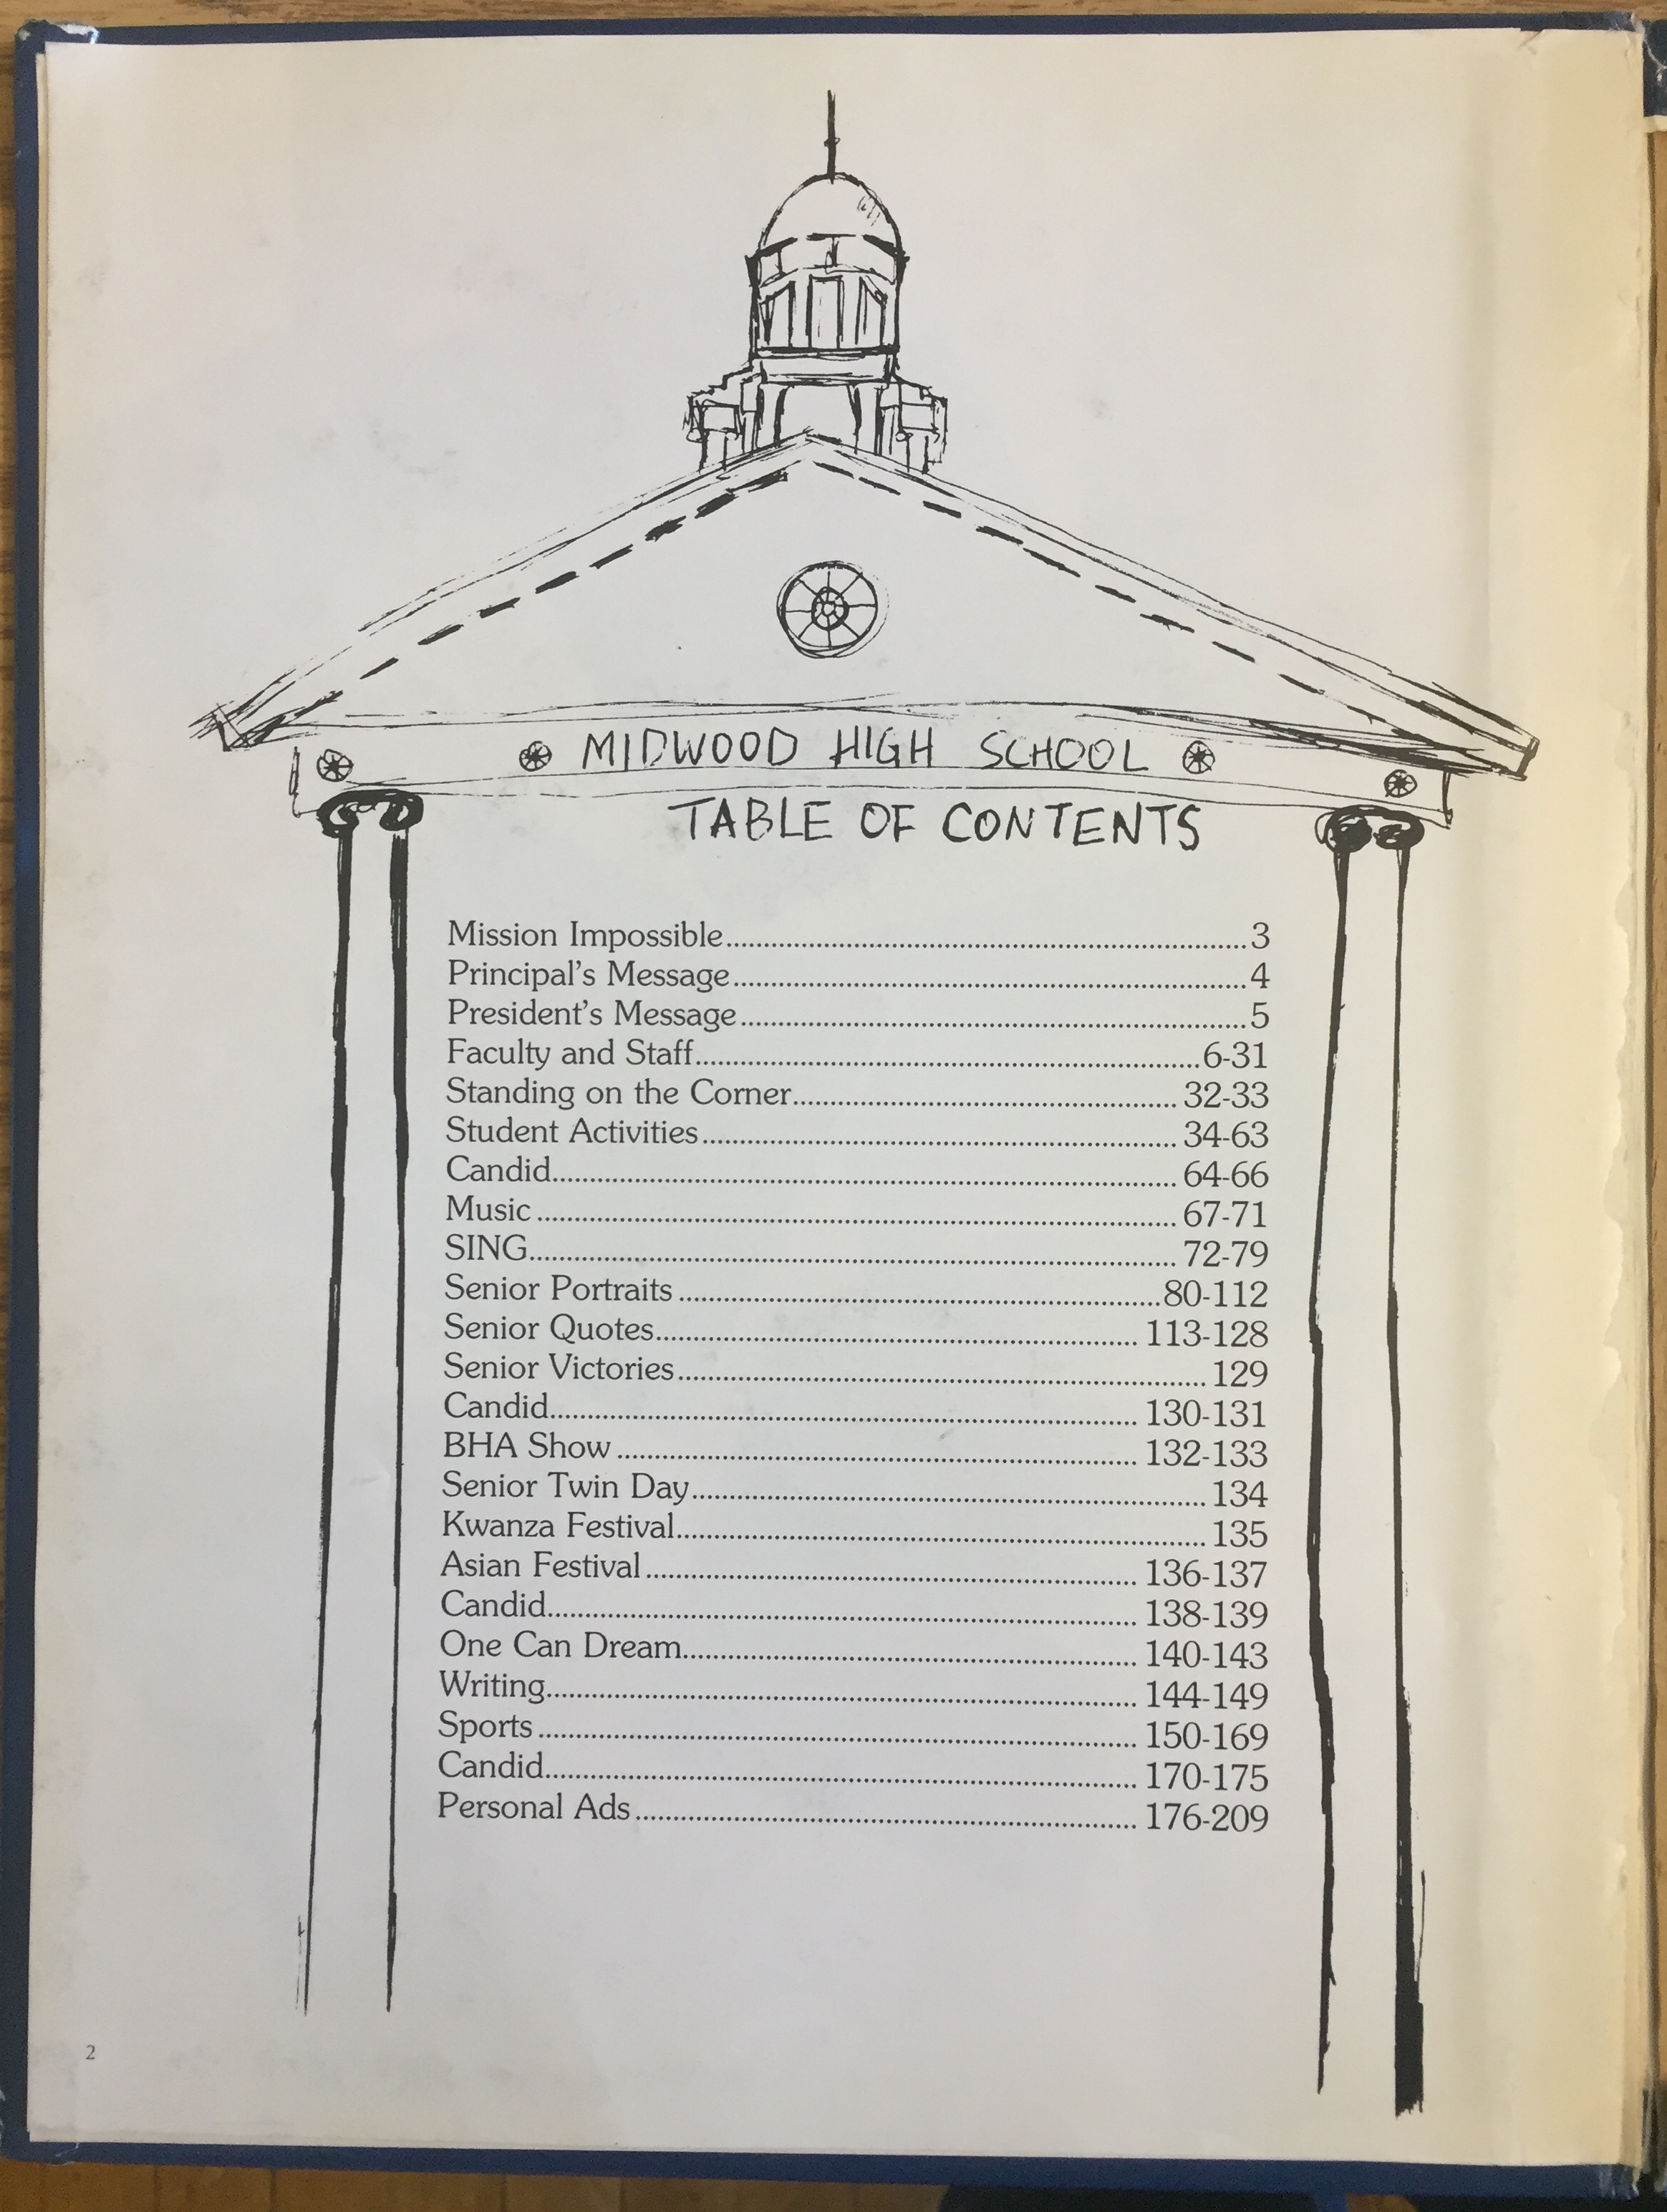 MIDWOOD HIGH SCHOOL
TABLE OF CONTENTS
Mission Impossible..........3
Principal's Message..........4
President's Message..........5
Faculty and Staff..........6-31
Standing on the Corner..........32-33
Student Activities..........34-63
Candid..........64-66
Music..........67-71
SING..........72-79
Senior Portraits..........80-112
Senior Quotes..........113-128
Senior Victories..........129
Candid..........130-131
BHA Show..........132-133
Senior Twin Day..........134
Kwanza Festival..........135
Asian Festival..........136-137
Candid..........138-139
One Can Dream..........140-143
Writing..........144-149
Sports..........150-169
Candid..........170-175
Personal Ads..........176-209
2